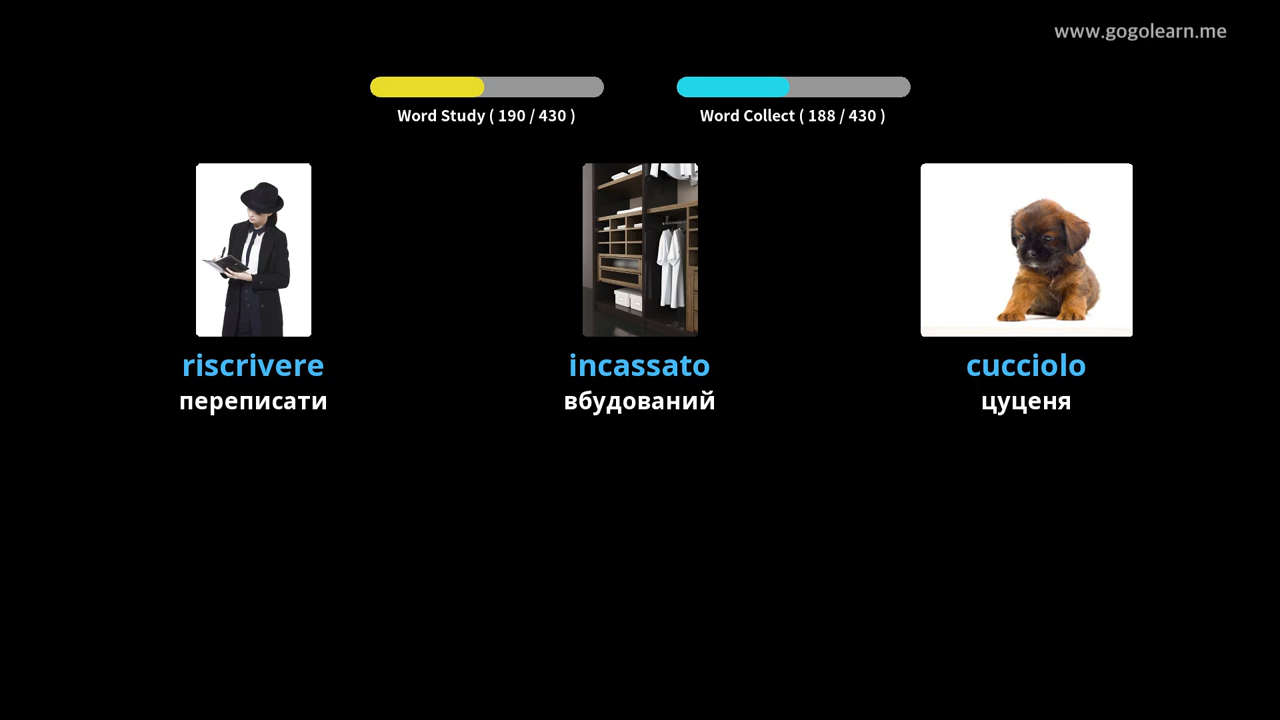 www.gogolearn.me
Word Study ( 190 / 430 )
Word Collect ( 188 / 430 )
riscrivere
incassato
cucciolo
переписати
вбудований
цуценя